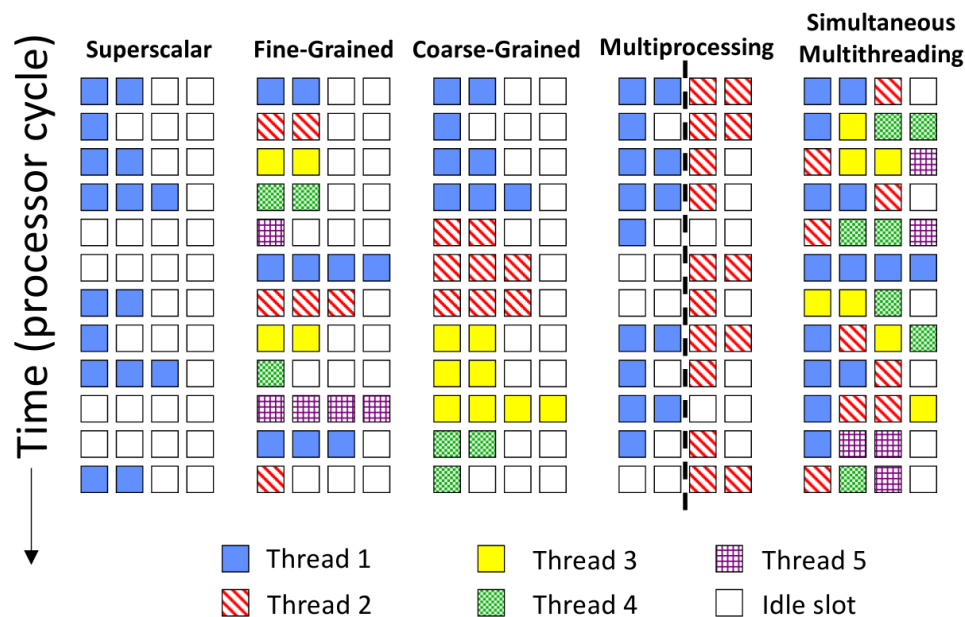 Time (processor cycle)
Superscalar
Fine-Grained
Coarse-Grained
Multiprocessing
Simultaneous
Multithreading
Thread 1
Thread 3
Thread 5
Thread 2
Thread 4
Idle slot